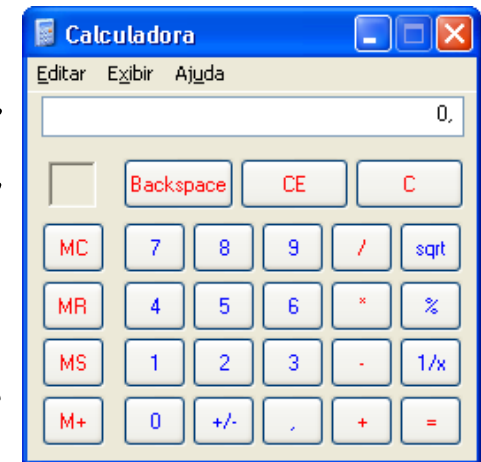 Calculadora
Editar Exibir Ajuda
0,
Backspace CE C
MC 7 8 9 / sqrt
MR 4 5 6 * %
MS 1 2 3 - 1/x
M+ 0 +/- , + =